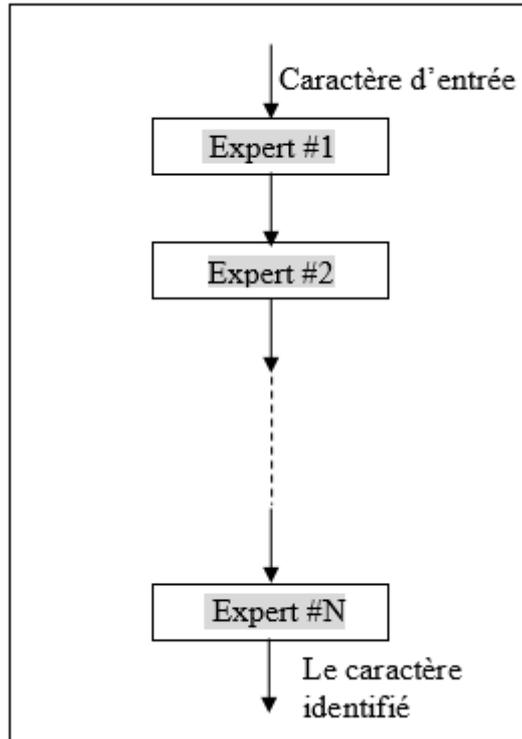 Caractère d'entrée
Expert #1
Expert #2
Expert #N
Le caractère
identifié